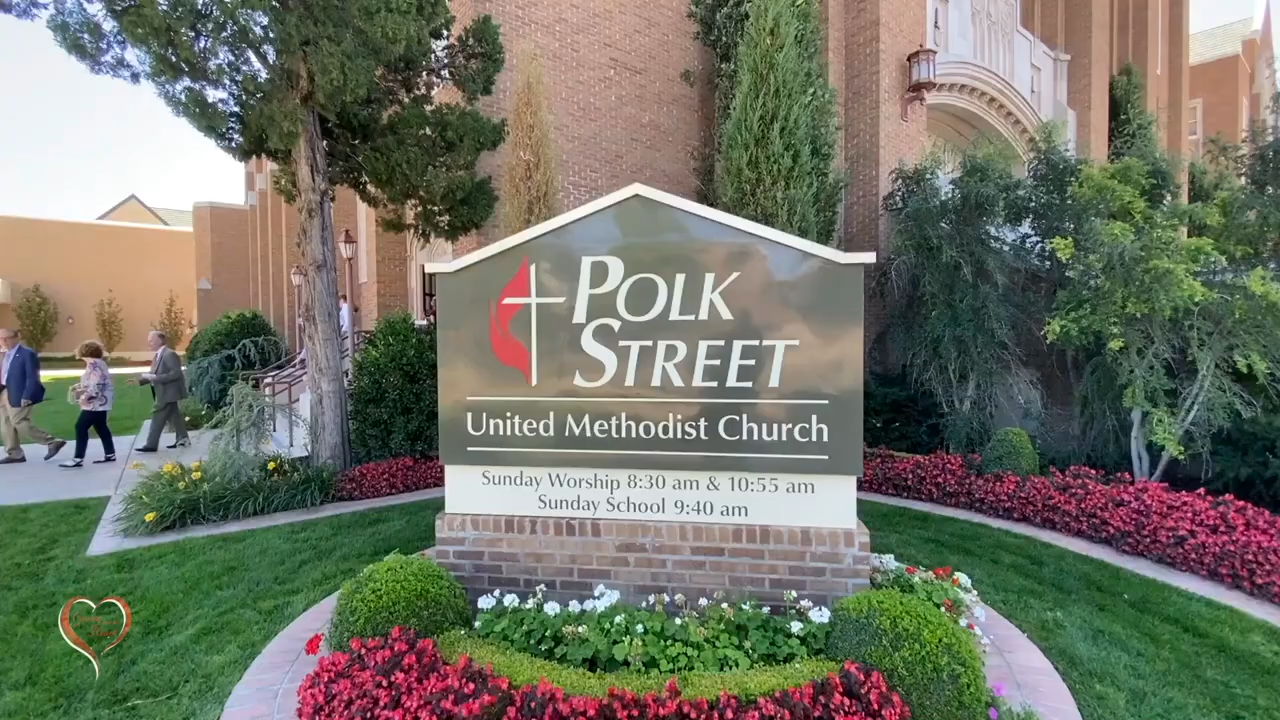 POLK
STREET
United Methodist Church
Sunday Worship 8:30 am & 10:55 am
Sunday School 9:40 am